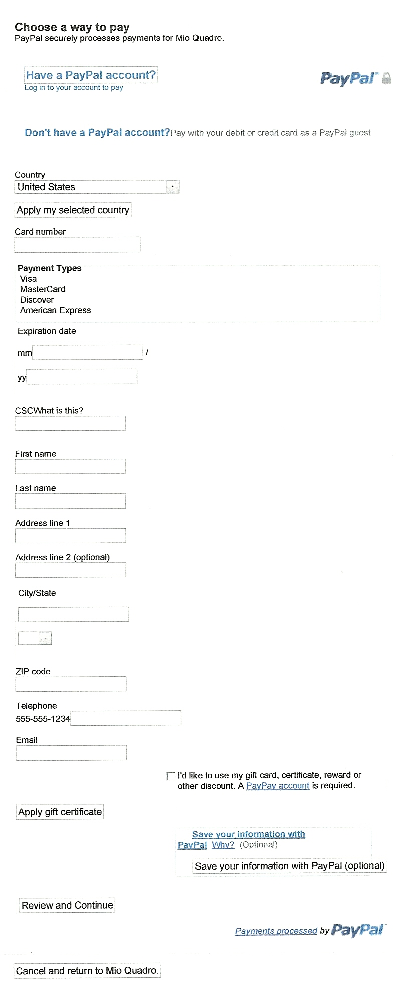 Choose a way to pay
PayPal securely processes payments for Mio Quadro.
Have a PayPal account?
Log in to your account to pay
PayPal™
Don't have a PayPal account?Pay with your debit or credit card as a PayPal guest
Country
United States
Apply my selected country
Card number
Payment Types
Visa
MasterCard
Discover
American Express
Expiration date
mm /
yy
CSCWhat is this?
First name
Last name
Address line 1
Address line 2 (optional)
City/State
ZIP code
Telephone
555-555-1234
Email
I'd like to use my gift card, certificate, reward or
other discount. A PayPay account is required.
Apply gift certificate
Save your information with
PayPal Why? (Optional)
Save your information with PayPal (optional)
Review and Continue
Payments processed by PayPal™
Cancel and return to Mio Quadro.